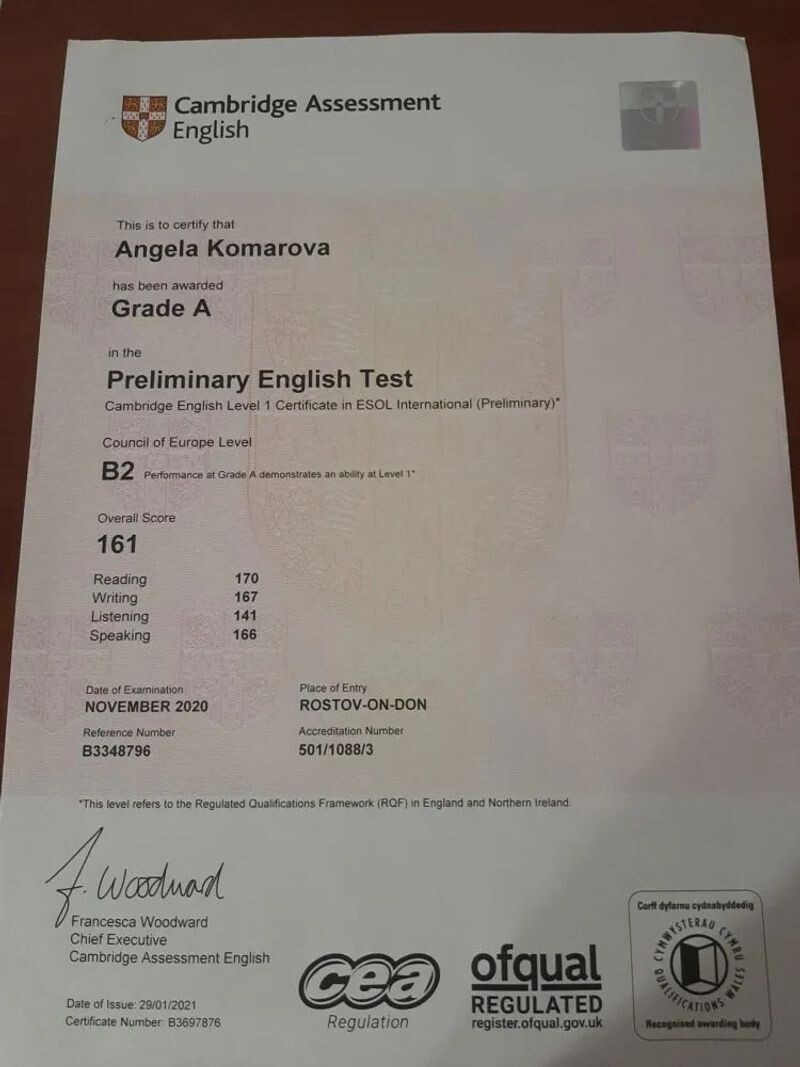 Cambridge Assessment
English
This is to certify that
Angela Komarova
has been awarded
Grade A
in the
Preliminary English Test
Cambridge English Level 1 Certificate in ESOL International (Preliminary)*
Council of Europe Level
B2 Performance at Grade A demonstrates an ability at Level 1*
Overall Score
161
Reading 170
Writing 167
Listening 141
Speaking 166
Date of Examination
NOVEMBER 2020
Place of Entry
ROSTOV-ON-DON
Reference Number
B3348796
Accreditation Number
501/1088/3
*This level refers to the Regulated Qualifications Framework (RQF) in England and Northern Ireland.
F. Woodward
Francesca Woodward
Chief Executive
Cambridge Assessment English
Date of Issue: 29/01/2021
Certificate Number: B3697876
cea
Regulation
ofqual
REGULATED
register.ofqual.gov.uk
Corff dyfarnu cydnabyddedig
CYMWYSTERAU CYMRU
QUALIFICATIONS WALES
Recognised awarding body